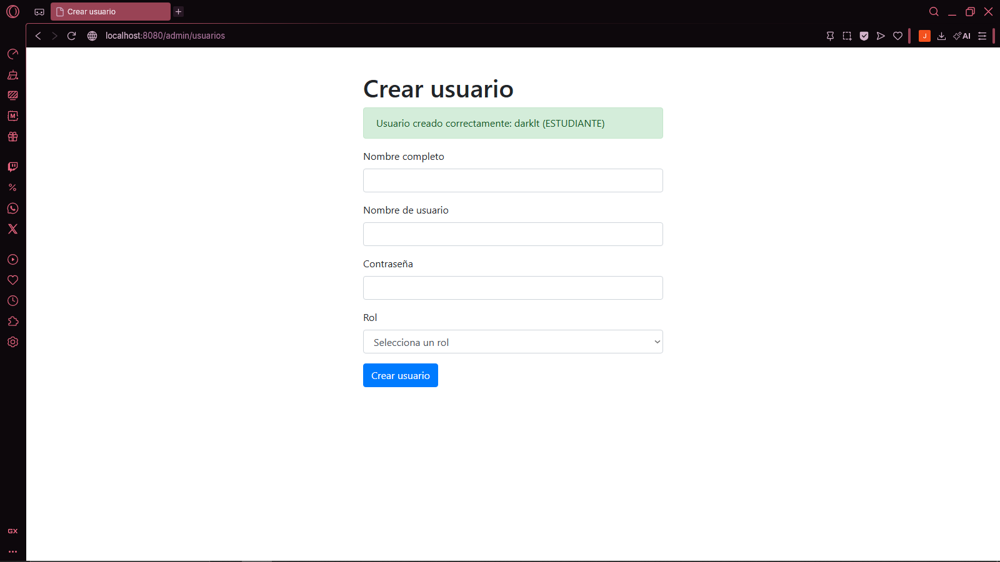 Crear usuario
localhost:8080/admin/usuarios
J
AI
M
GX
Crear usuario
Usuario creado correctamente: darklt (ESTUDIANTE)
Nombre completo
Nombre de usuario
Contraseña
Rol
Selecciona un rol
Crear usuario